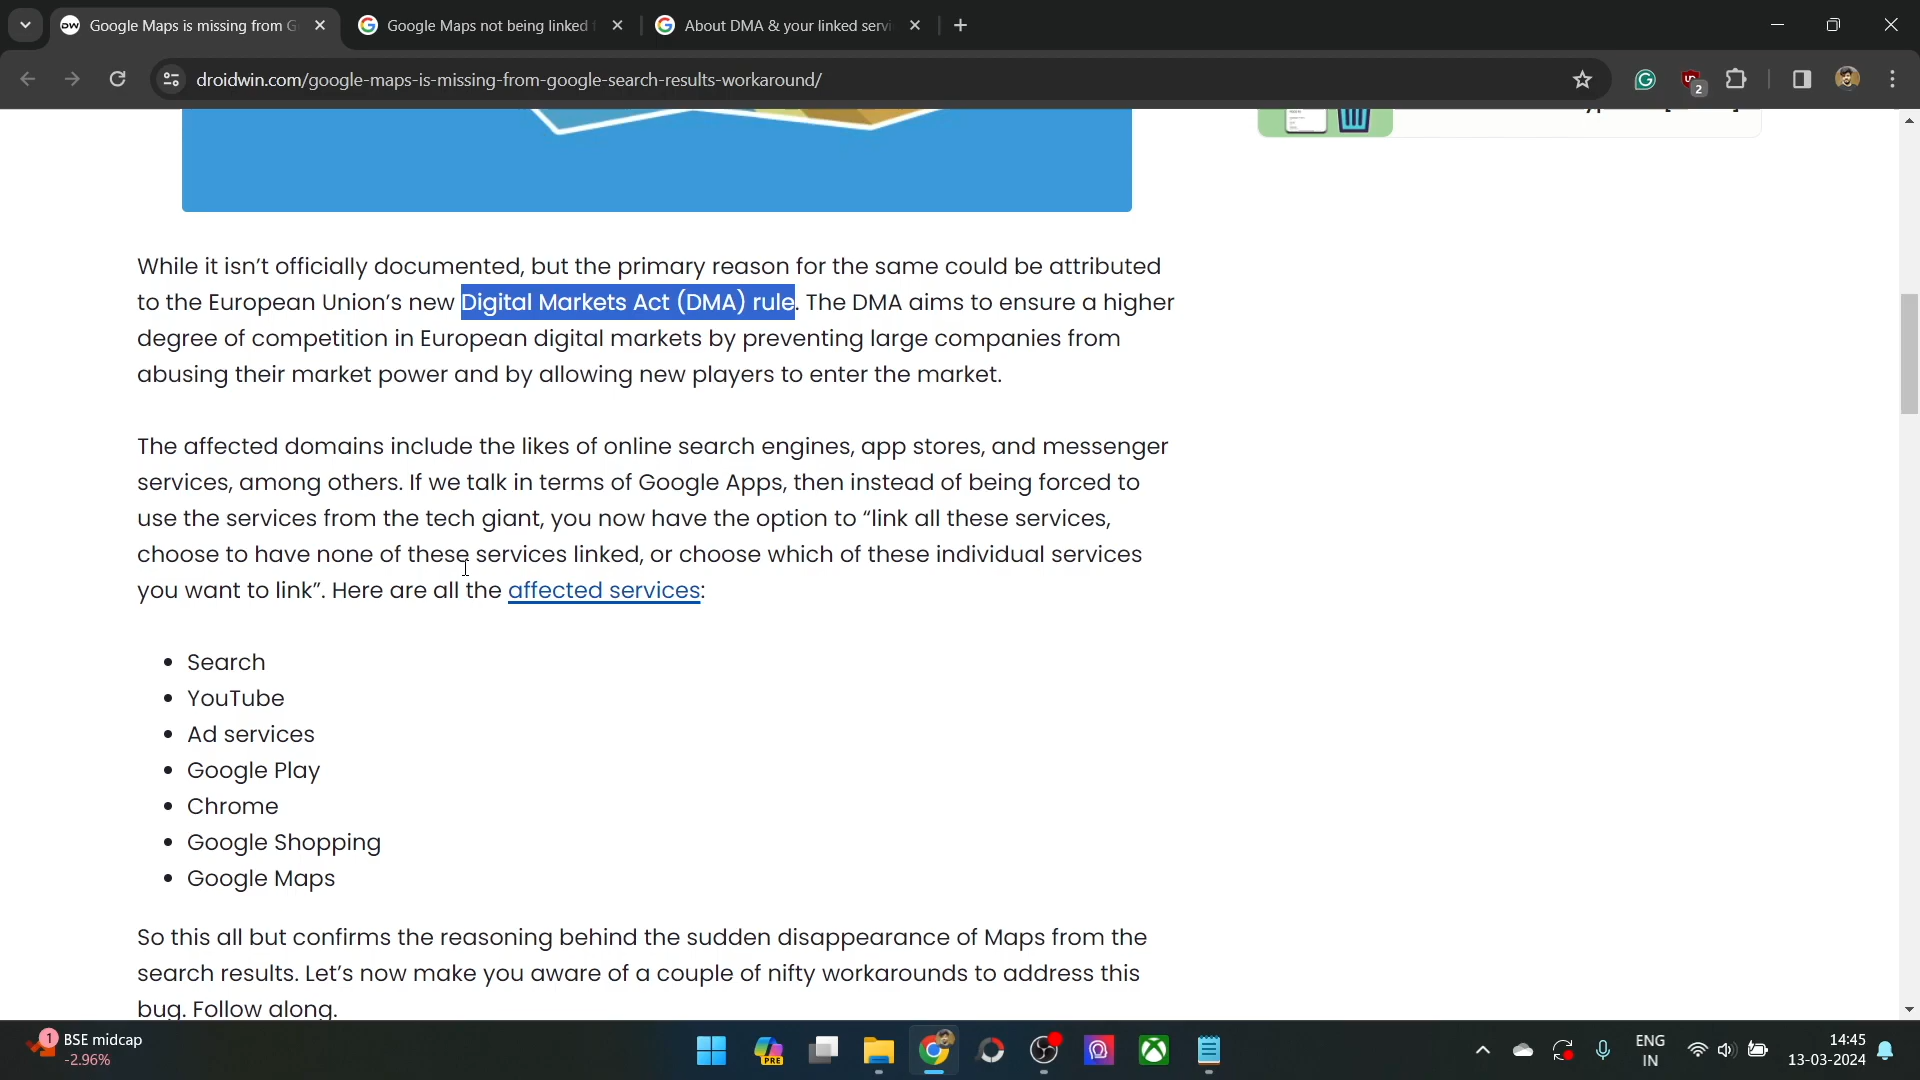 Google Maps is missing from G
Google Maps not being linked
About DMA & your linked servi
droidwin.com/google-maps-is-missing-from-google-search-results-workaround/
2
While it isn’t officially documented, but the primary reason for the same could be attributed
to the European Union’s new Digital Markets Act (DMA) rule. The DMA aims to ensure a higher
degree of competition in European digital markets by preventing large companies from
abusing their market power and by allowing new players to enter the market.
The affected domains include the likes of online search engines, app stores, and messenger
services, among others. If we talk in terms of Google Apps, then instead of being forced to
use the services from the tech giant, you now have the option to “link all these services,
choose to have none of these services linked, or choose which of these individual services
you want to link”. Here are all the affected services:
• Search
• YouTube
• Ad services
• Google Play
• Chrome
• Google Shopping
• Google Maps
So this all but confirms the reasoning behind the sudden disappearance of Maps from the
search results. Let’s now make you aware of a couple of nifty workarounds to address this
bug. Follow along.
1
BSE midcap
-2.96%
PRE
ENG
IN
14:45
13-03-2024